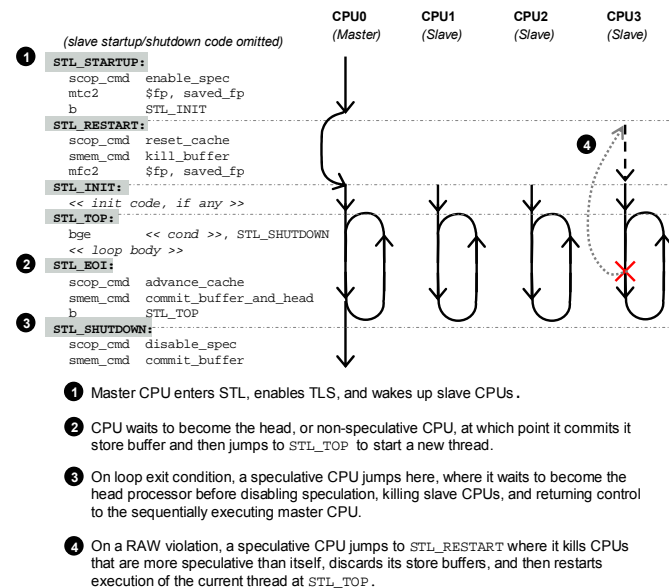 CPU0 CPU1 CPU2 CPU3
(Master) (Slave) (Slave) (Slave)
(slave startup/shutdown code omitted)
1 STL_STARTUP:
scop_cmd enable_spec
mtc2 $fp, saved_fp
b STL_INIT
STL_RESTART:
scop_cmd reset_cache
4
smem_cmd kill_buffer
mfc2 $fp, saved_fp
STL_INIT:
<< init code, if any >>
STL_TOP:
bge << cond >>, STL_SHUTDOWN
<< loop body >>
2 STL_EOI:
scop_cmd advance_cache
smem_cmd commit_buffer_and_head
b STL_TOP
3 STL_SHUTDOWN:
scop_cmd disable_spec
smem_cmd commit_buffer
1 Master CPU enters STL, enables TLS, and wakes up slave CPUs.
2 CPU waits to become the head, or non-speculative CPU, at which point it commits it
store buffer and then jumps to STL_TOP to start a new thread.
3 On loop exit condition, a speculative CPU jumps here, where it waits to become the
head processor before disabling speculation, killing slave CPUs, and returning control
to the sequentially executing master CPU.
4 On a RAW violation, a speculative CPU jumps to STL_RESTART where it kills CPUs
that are more speculative than itself, discards its store buffers, and then restarts
execution of the current thread at STL_TOP.